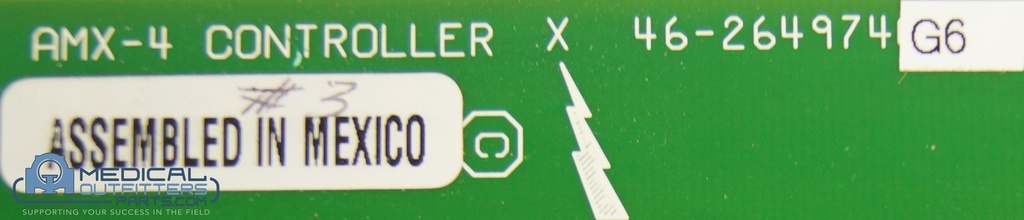 AMX-4 CONTROLLER X 46-264974 G6
# 3
ASSEMBLED IN MEXICO
C
MEDICAL
OUTFITTERS
PARTS.COM
SUPPORTING YOUR SUCCESS IN THE FIELD